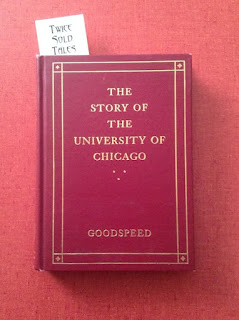 TWICE
SOLD
TALES
THE
STORY OF
THE
UNIVERSITY OF
CHICAGO
GOODSPEED